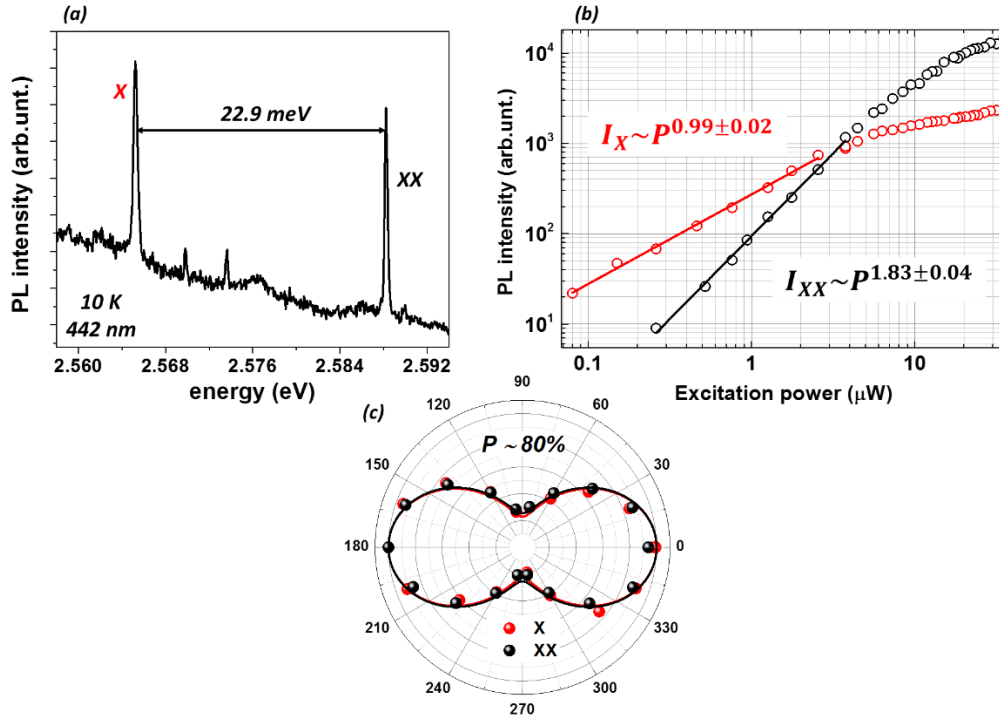 (a)
X
22.9 meV
XX
10 K
442 nm
PL intensity (arb.unt.)
2.560 2.568 2.576 2.584 2.592
energy (eV)
(b)
10⁴
10³
10²
10¹
I_X~P^0.99±0.02
I_XX~P^1.83±0.04
PL intensity (arb.unt.)
0.1 1 10
Excitation power (μW)
(c)
90
120 60
P ~ 80%
150 30
180 0
210 330
X
XX
240 300
270